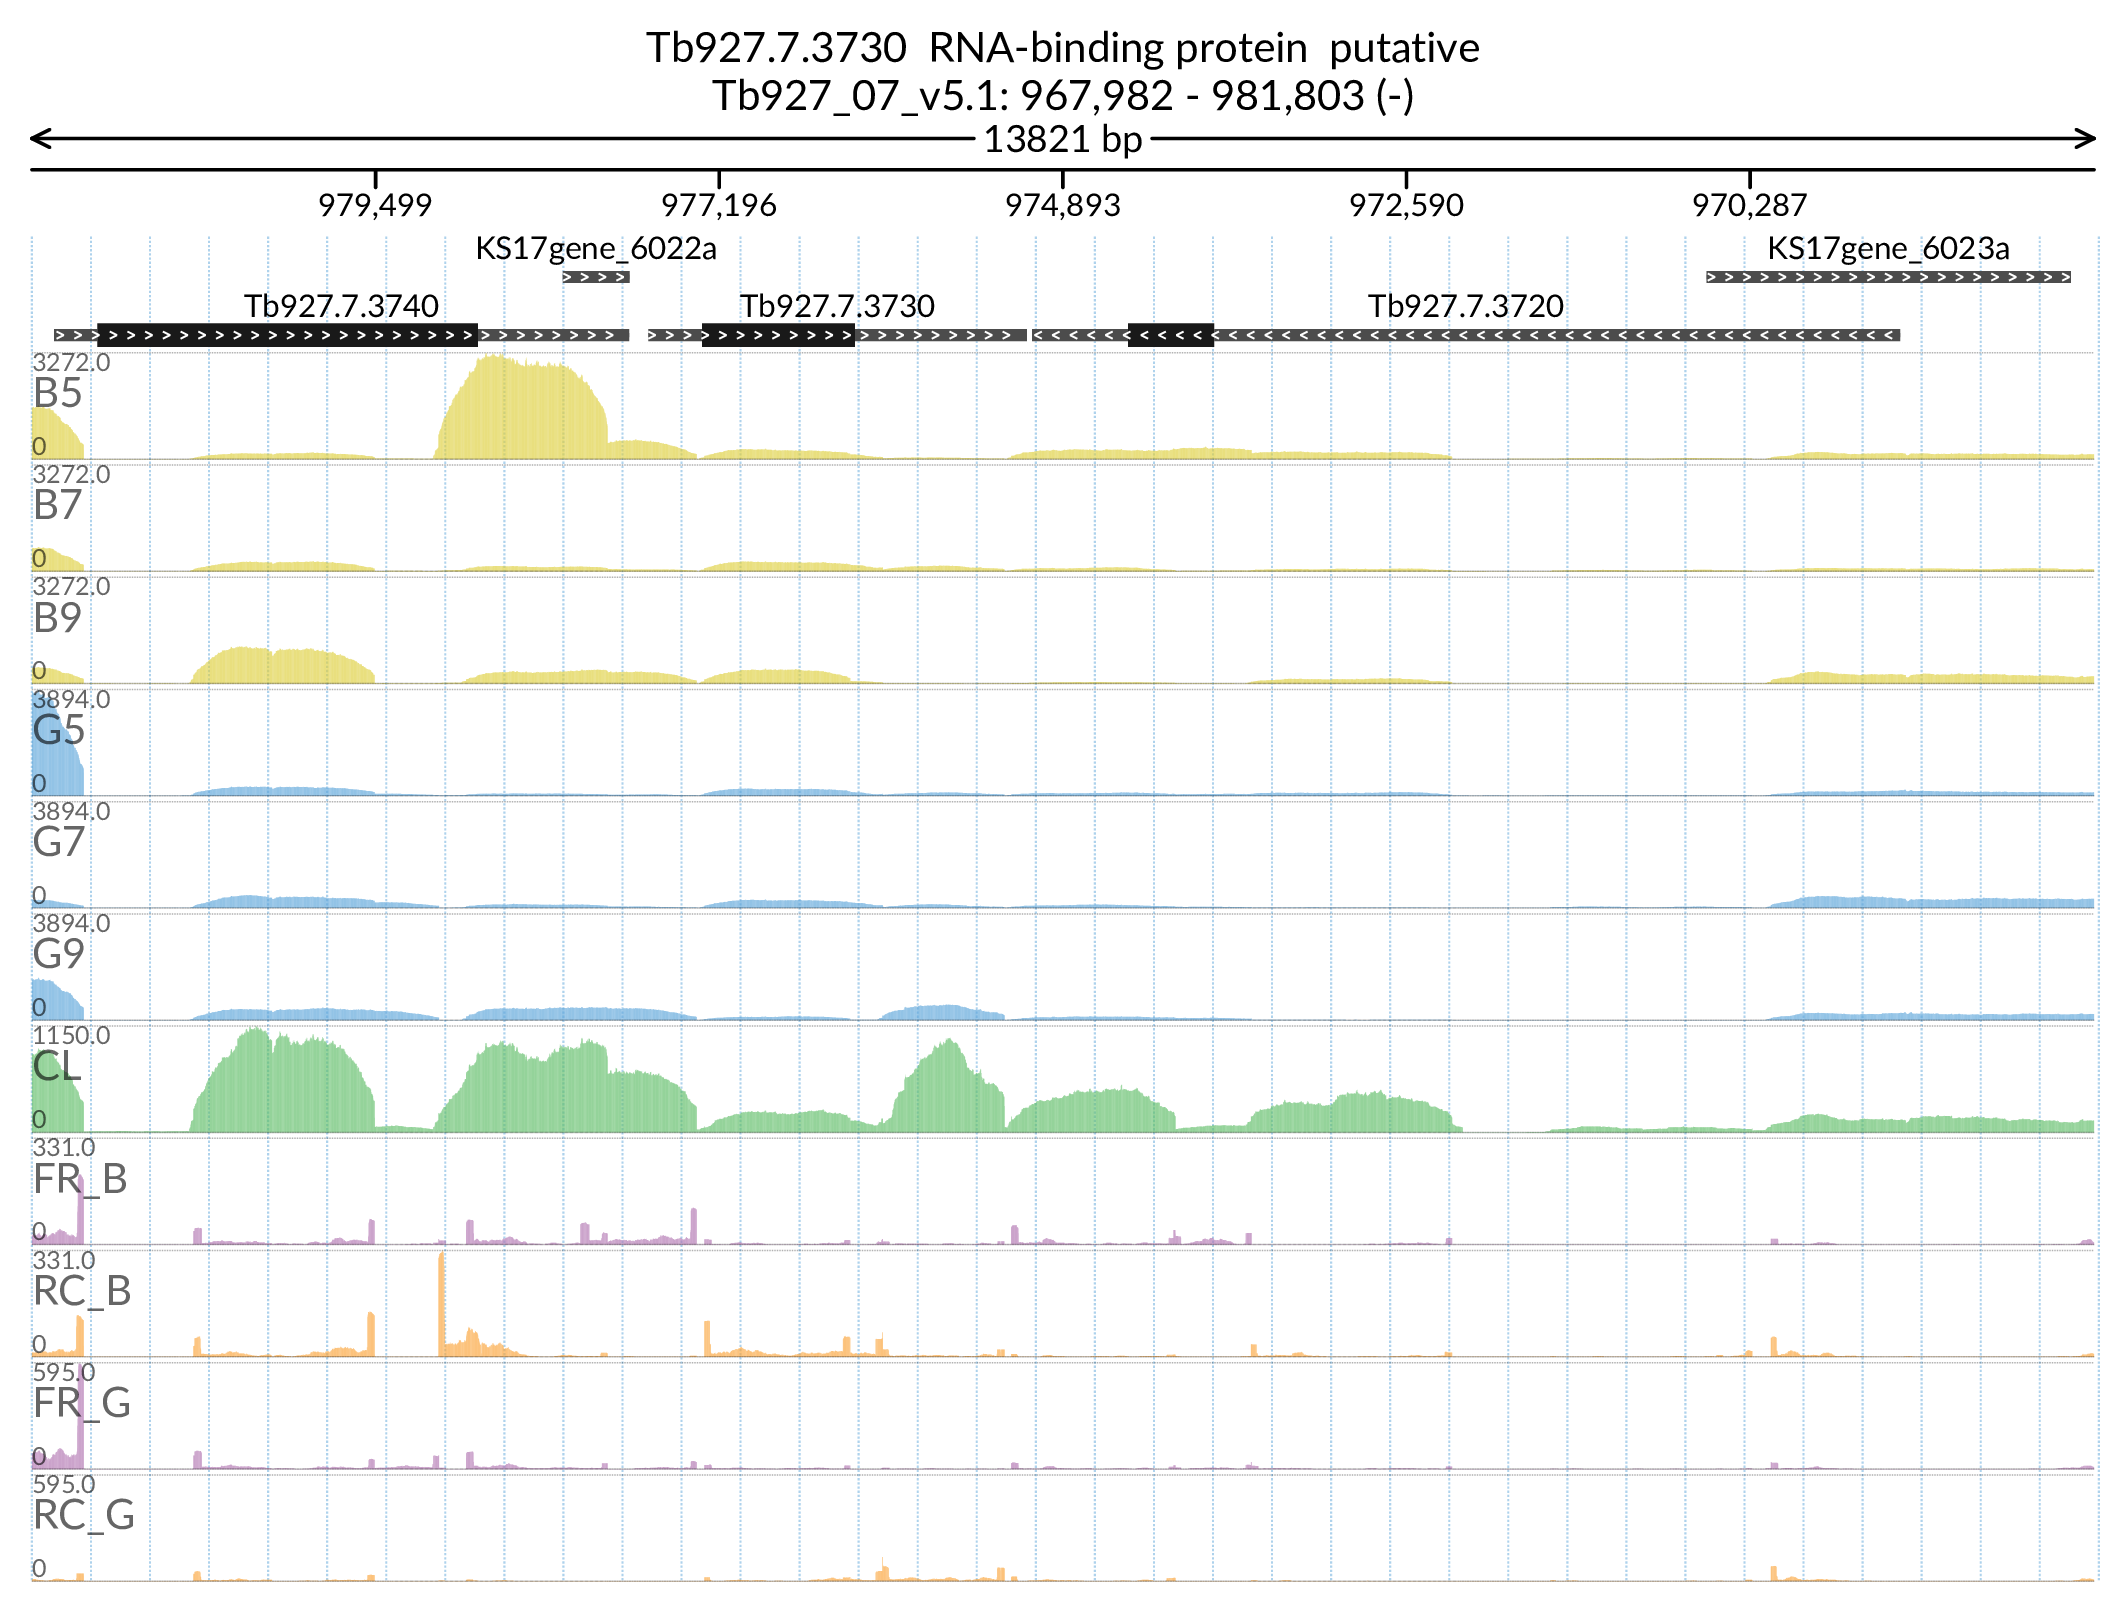 Tb927.7.3730  RNA-binding protein  putative
Tb927_07_v5.1: 967,982 - 981,803 (-)
13821 bp
979,499 977,196 974,893 972,590 970,287
KS17gene_6022a KS17gene_6023a
Tb927.7.3740 Tb927.7.3730 Tb927.7.3720
3272.0
B5
0
3272.0
B7
0
3272.0
B9
0
3894.0
G5
0
3894.0
G7
0
3894.0
G9
0
1150.0
CL
0
331.0
FR_B
0
331.0
RC_B
0
595.0
FR_G
0
595.0
RC_G
0